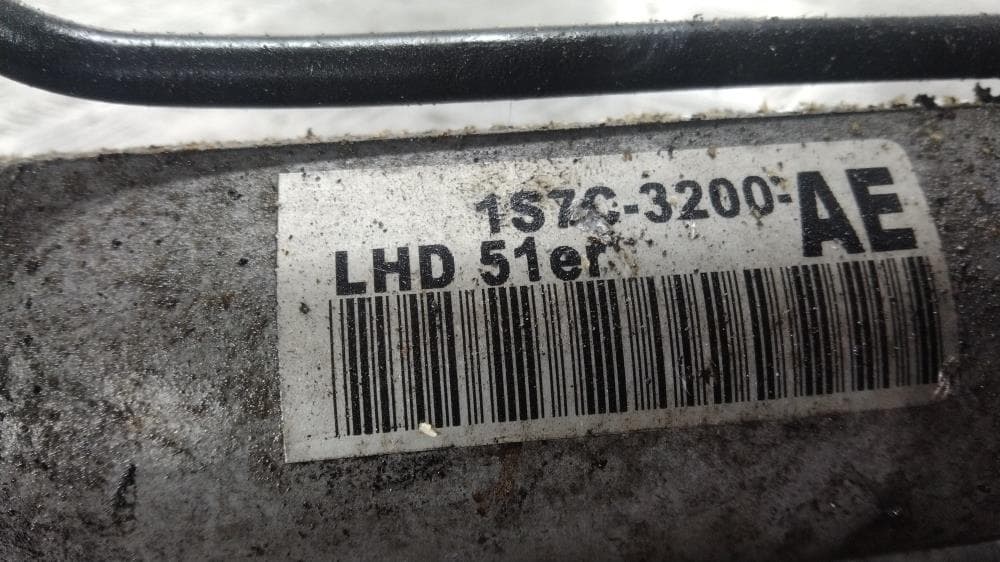 1S7C-3200-AE
LHD 51er